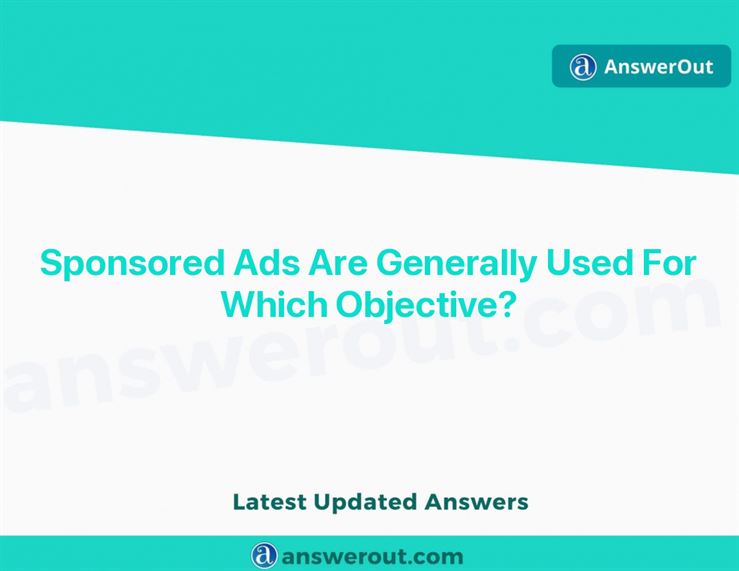 AnswerOut
Sponsored Ads Are Generally Used For
Which Objective?
answerout.com
Latest Updated Answers
answerout.com